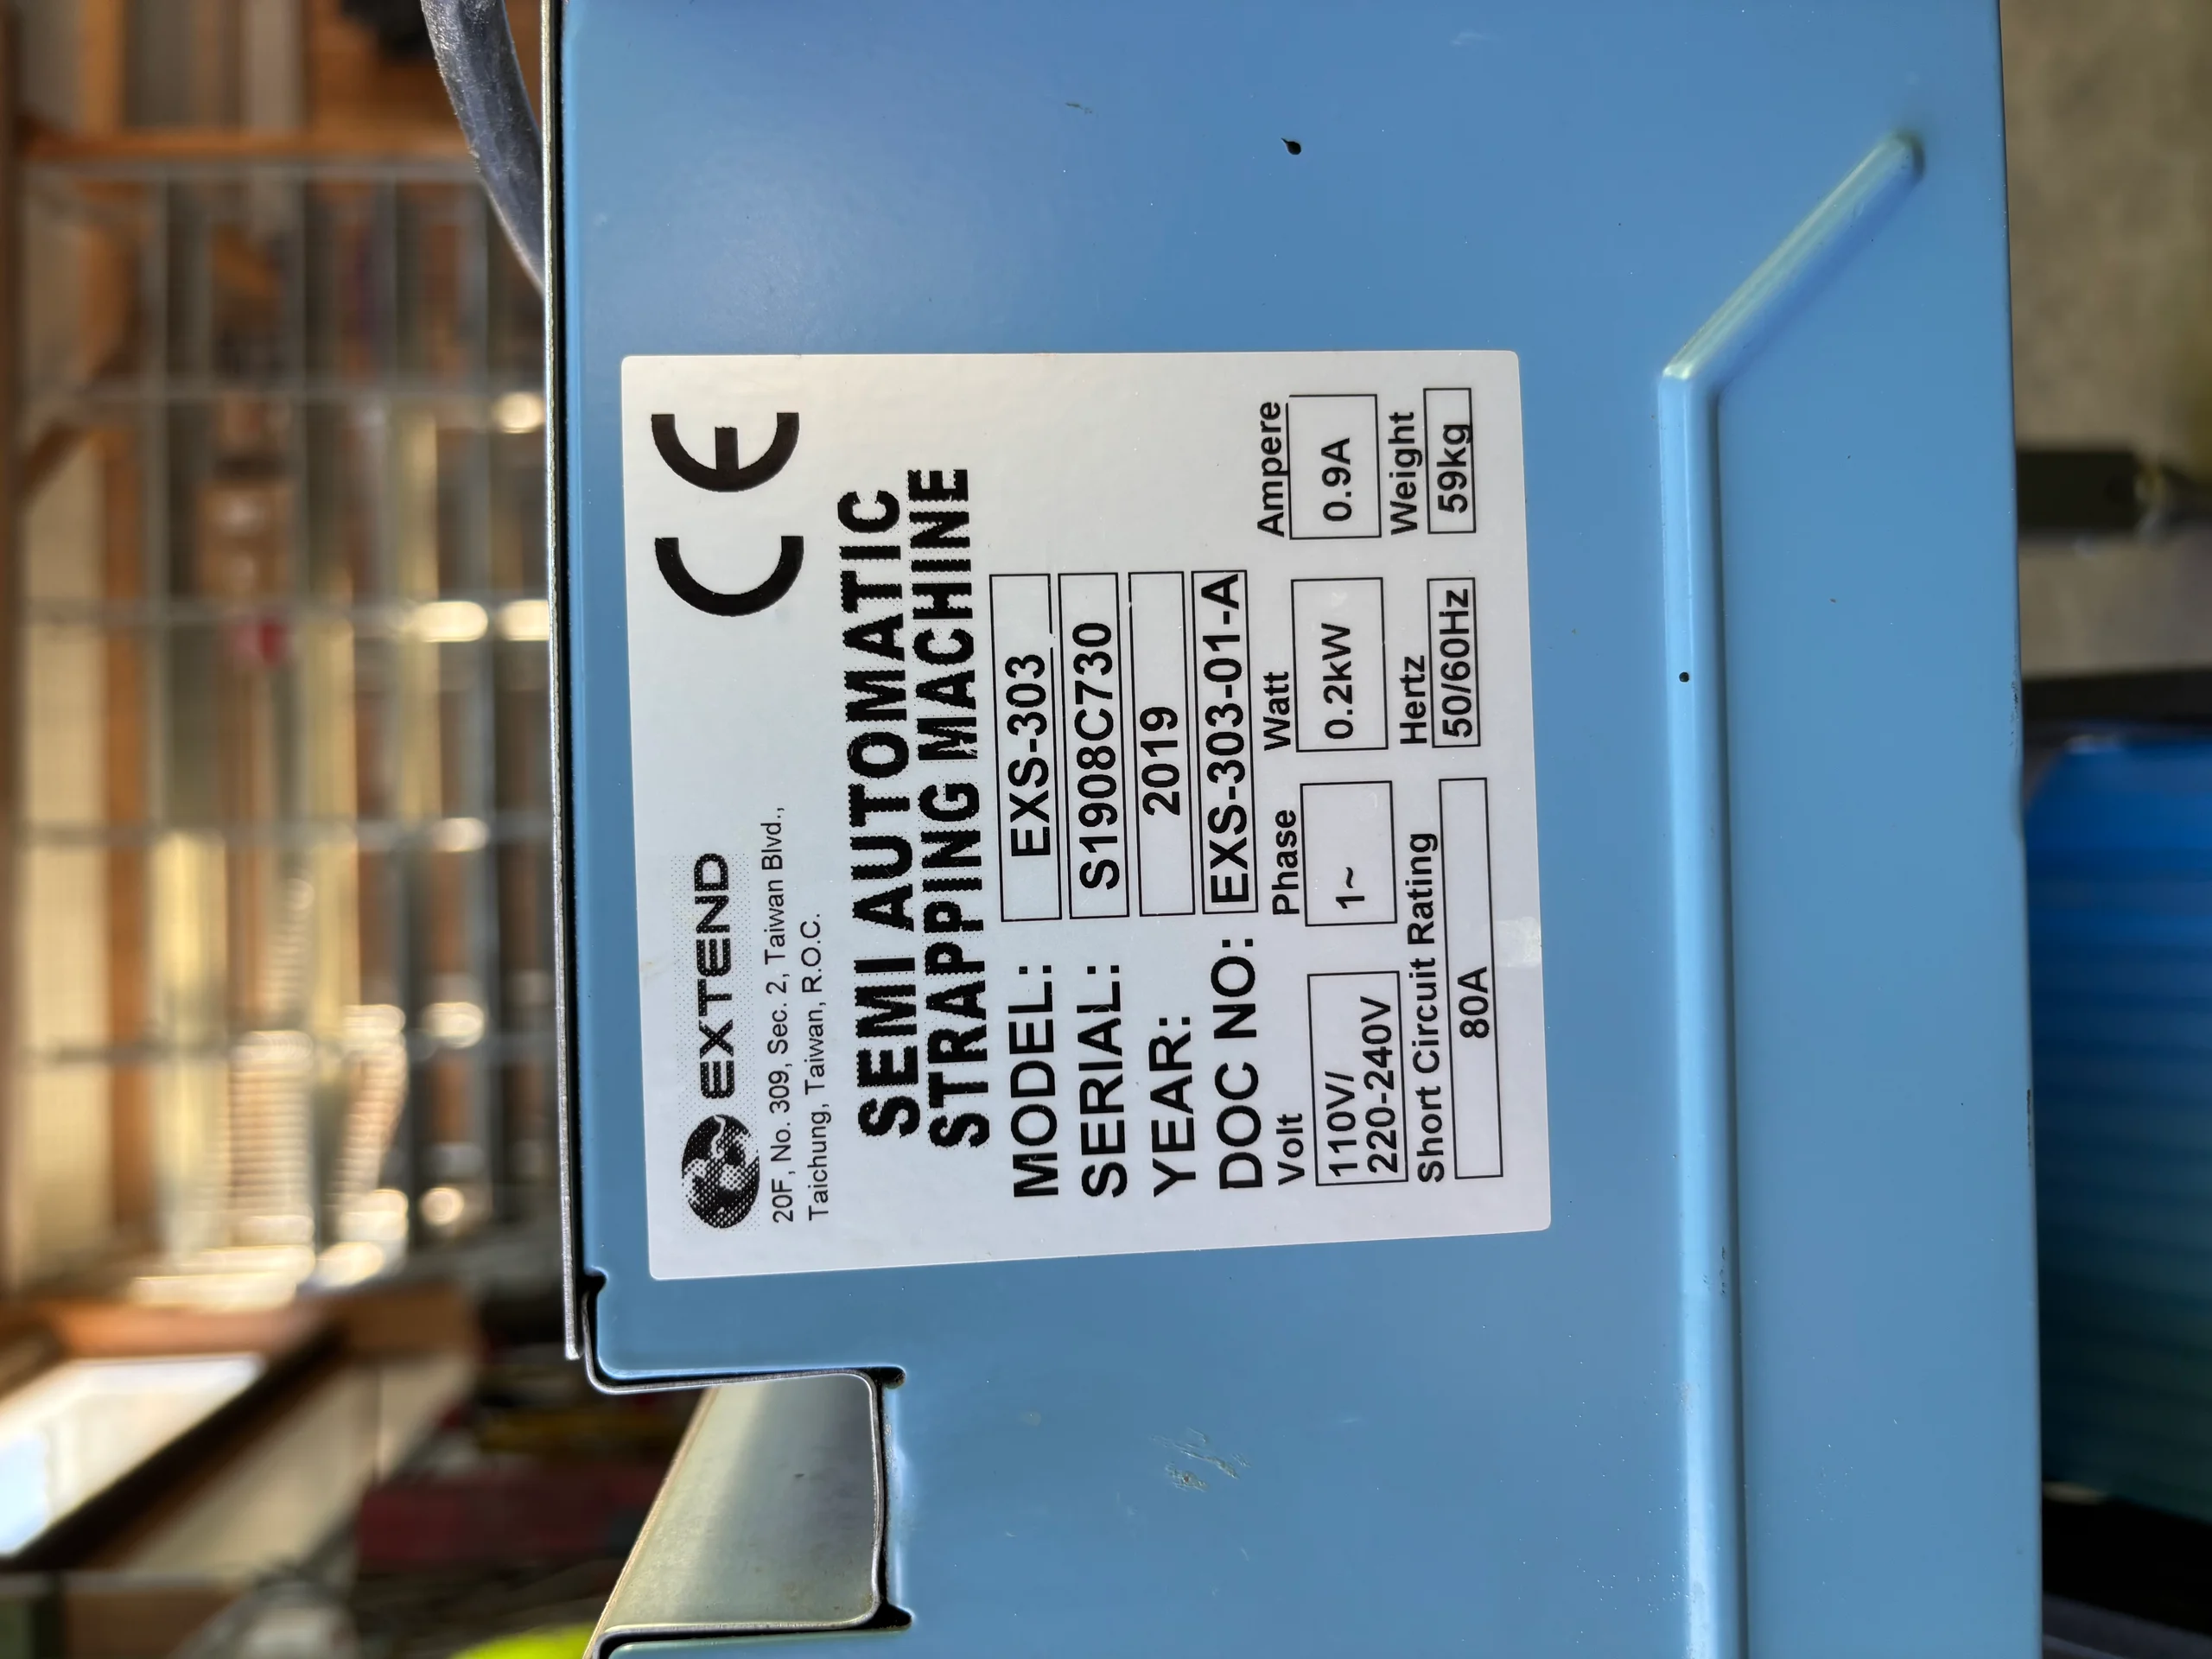 EXTEND
CE
20F, No. 309, Sec. 2, Taiwan Blvd.,
Taichung, Taiwan, R.O.C.
SEMI AUTOMATIC
STRAPPING MACHINE
MODEL: EXS-303
SERIAL: S1908C730
YEAR: 2019
DOC NO: EXS-303-01-A
Volt Phase Watt Ampere
110V/
220-240V 1~ 0.2kW 0.9A
Short Circuit Rating Hertz Weight
80A 50/60Hz 59kg